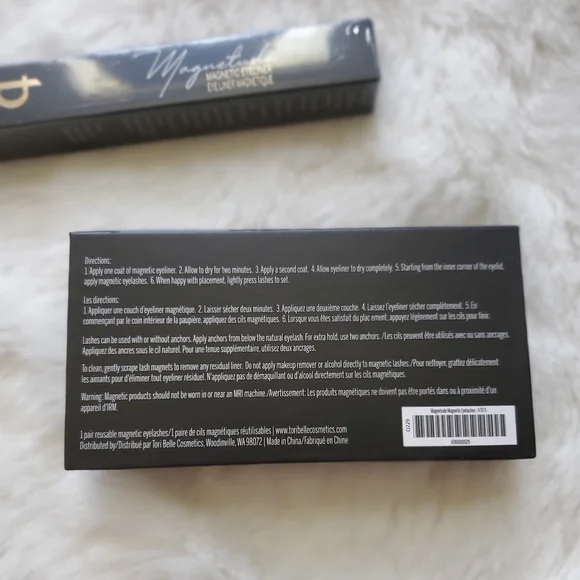 Magnetude
MAGNETIC EYELINER
EYELINER MAGNÉTIQUE
Directions:
1. Apply one coat of magnetic eyeliner. 2. Allow to dry for two minutes. 3. Apply a second coat. 4. Allow eyeliner to dry completely. 5. Starting from the inner corner of the eyelid,
apply magnetic eyelashes. 6. When happy with placement, lightly press lashes to set.
Les directions:
1. Appliquer une couch d'eyeliner magnétique. 2. Laisser sécher deux minutes. 3. Appliquez une deuxième couche. 4. Laissez l'eyeliner sécher complètement. 5. En
commençant par le coin intérieur de la paupière, appliquez des cils magnétiques. 6. Lorsque vous êtes satisfait du plac ement, appuyez légèrement sur les cils pour finir.
Lashes can be used with or without anchors. Apply anchors from below the natural eyelash. For extra hold, use two anchors. /Les cils peuvent être utilisés avec ou sans ancrages.
Appliquez des ancres sous le cil naturel. Pour une tenue supplémentaire, utilisez deux ancrages.
To clean, gently scrape lash magnets to remove any residual liner. Do not apply makeup remover or alcohol directly to magnetic lashes./Pour nettoyer, grattez délicatement
les aimants pour d'éliminer tout eyeliner résiduel. N'appliquez pas de démaquillant ou d'alcool directement sur les cils magnétiques.
Warning: Magnetic products should not be worn in or near an MRI machine./Avertissement: Les produits magnétiques ne doivent pas être portés dans ou à proximité d'un
appareil d'IRM.
1 pair reusable magnetic eyelashes/1 paire de cils magnétiques réutilisables | www.toribellecosmetics.com
Distributed by/Distribué par Tori Belle Cosmetics, Woodinville, WA 98072 | Made in China/Fabriqué en Chine
Magnetude Magnetic Eyelashes